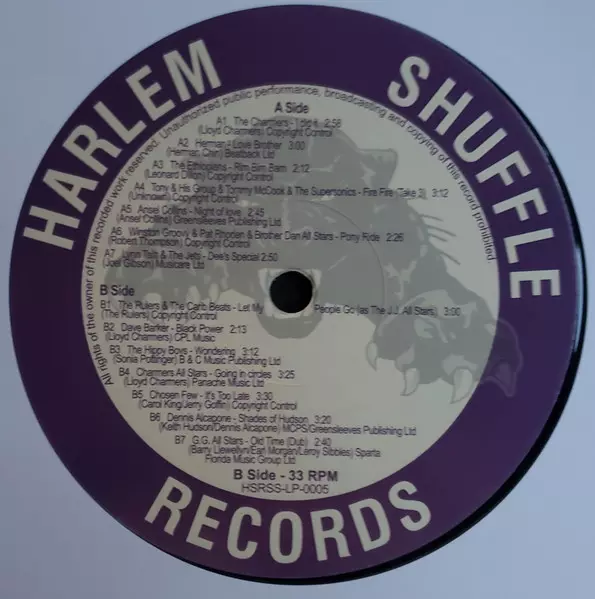 HARLEM SHUFFLE
RECORDS
All rights of the owner of this recorded work reserved. Unauthorized public performance, broadcasting and copying of this record prohibited
A Side
A1 The Charmers - I did it 2:58
(Lloyd Charmers) Copyright Control
A2 Herman - Love Brother 3:00
(Herman Chin) Beatback Ltd
A3 The Ethiopians - Rim Bim Bam 2:12
(Leonard Dillon) Copyright Control
A4 Tony & His Group & Tommy McCook & The Supersonics - Fire Fire (Take 3) 3:12
(Unknown) Copyright Control
A5 Ansel Collins - Night of love 2:45
(Ansel Collins) Greensleeves Publishing Ltd
A6 Winston Groovy & Pat Rhoden & Brother Dan All Stars - Pony Ride 2:26
(Robert Thompson) Copyright Control
A7 Lynn Taitt & The Jets - Dee's Special 2:50
(Joel Gibson) Musicare Ltd
B Side
B1 The Rulers & The Carib Beats - Let My People Go (as The J.J. All Stars) 3:00
(The Rulers) Copyright Control
B2 Dave Barker - Black Power 2:13
(Lloyd Charmers) CPL Music
B3 The Hippy Boys - Wondering 3:12
(Sonia Pottinger) B & C Music Publishing Ltd
B4 Charmers All Stars - Going in circles 3:25
(Lloyd Charmers) Panache Music Ltd
B5 Chosen Few - It's Too Late 3:30
(Carol King/Jerry Goffin) Copyright Control
B6 Dennis Alcapone - Shades of Hudson 3:20
(Keith Hudson/Dennis Alcapone) MCPS/Greensleeves Publishing Ltd
B7 G.G. All Stars - Old Time (Dub) 2:40
(Barry Llewellyn/Earl Morgan/Leroy Sibbles) Sparta
Florida Music Group Ltd
B Side - 33 RPM
HSRSS-LP-0005